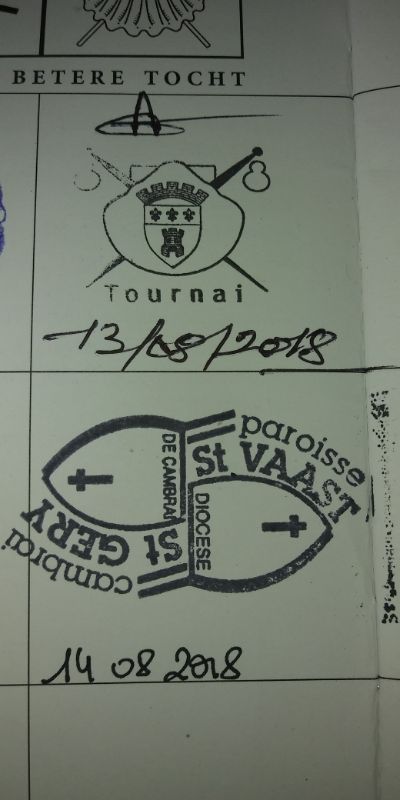 BETERE TOCHT
Tournai
13/08/2018
paroisse
St VAAST
DE CAMBRAI
DIOCESE
St GERY
cambrai
14 08 2018